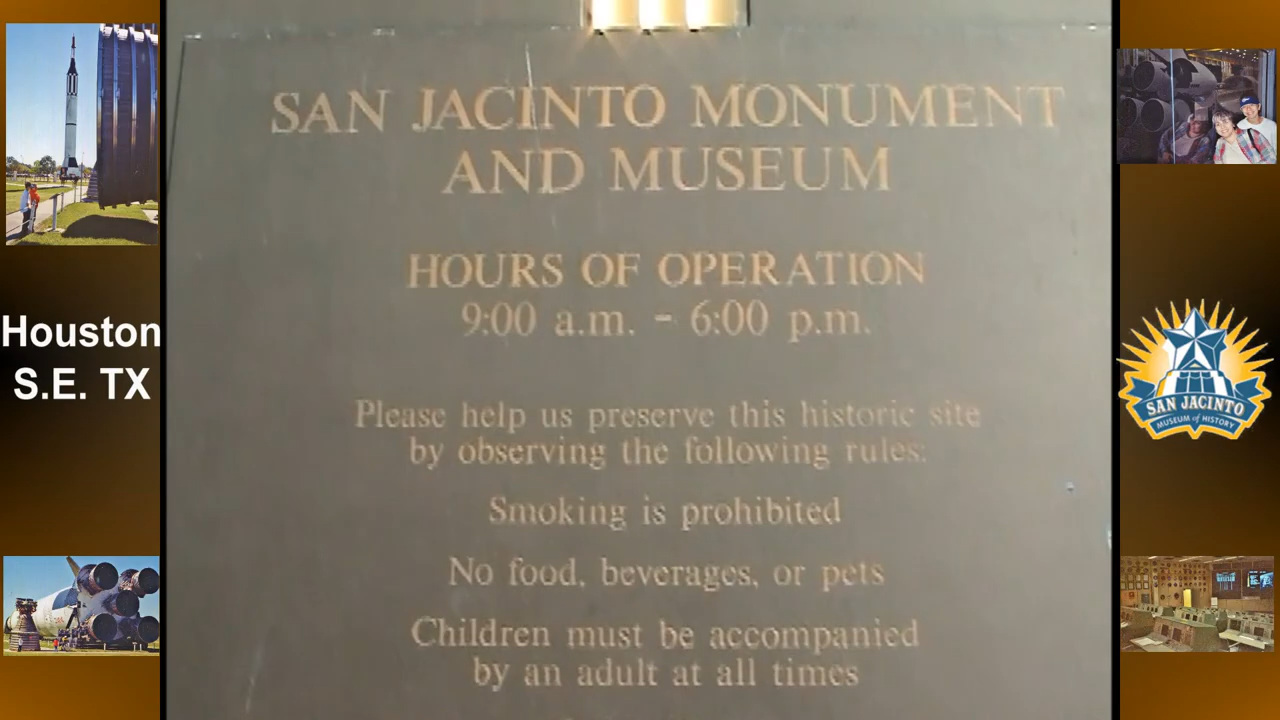 SAN JACINTO MONUMENT
AND MUSEUM
HOURS OF OPERATION
9:00 a.m. - 6:00 p.m.
Please help us preserve this historic site
by observing the following rules:
Smoking is prohibited
No food, beverages, or pets
Children must be accompanied
by an adult at all times
Houston
S.E. TX
SAN JACINTO
MUSEUM of HISTORY